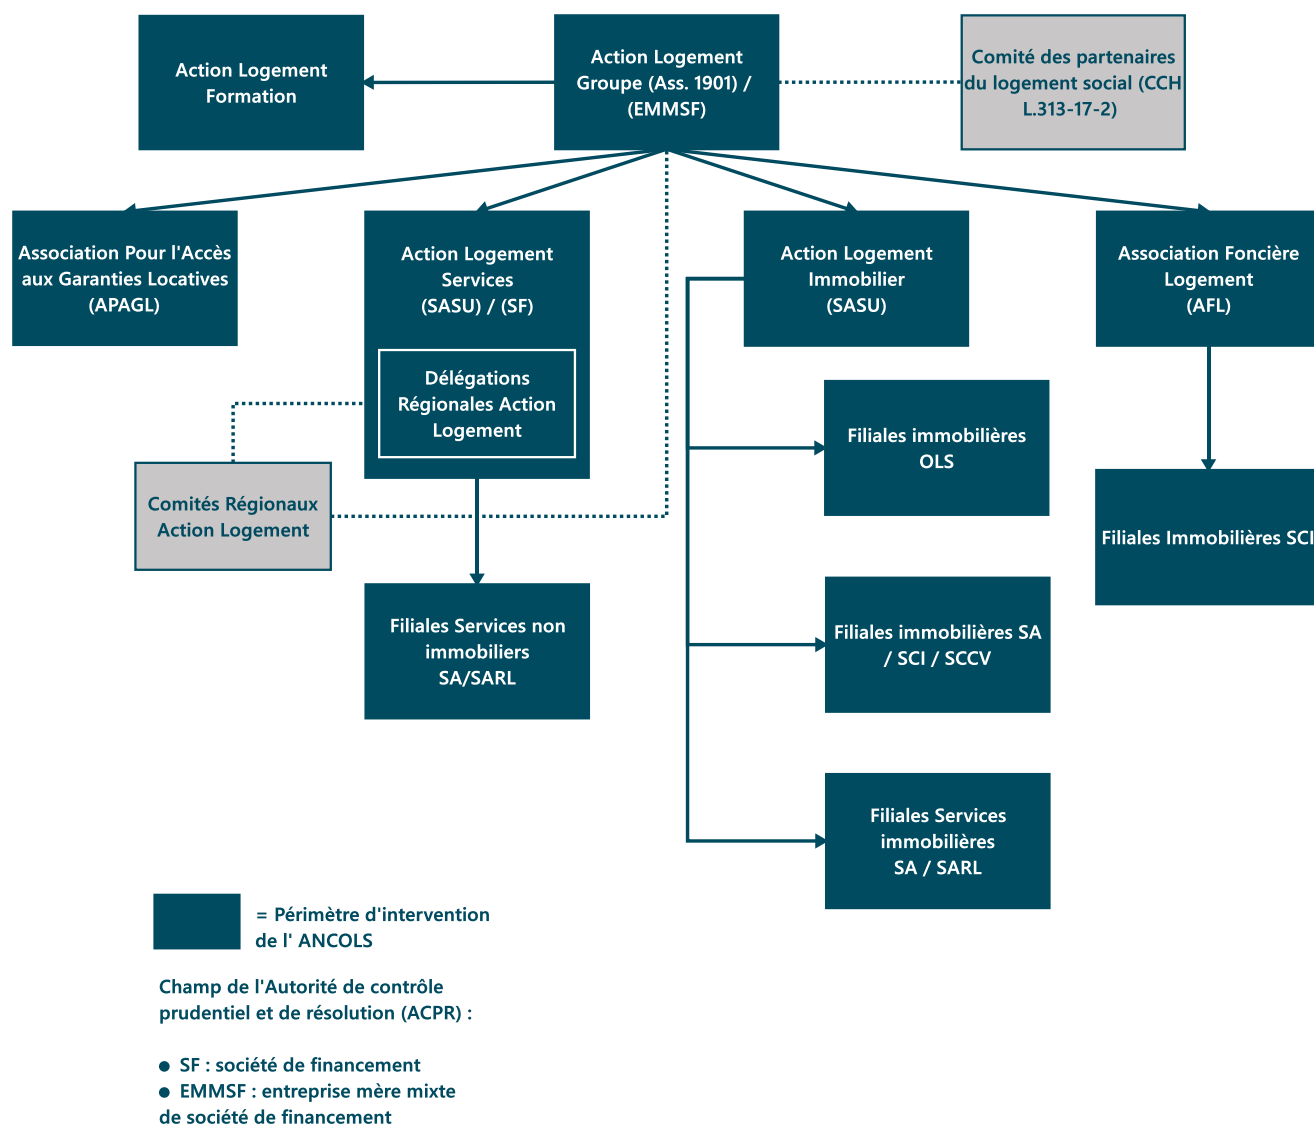 Action Logement
Formation
Action Logement
Groupe (Ass. 1901) /
(EMMSF)
Comité des partenaires
du logement social (CCH
L.313-17-2)
Association Pour l'Accès
aux Garanties Locatives
(APAGL)
Action Logement
Services
(SASU) / (SF)
Délégations
Régionales Action
Logement
Action Logement
Immobilier
(SASU)
Association Foncière
Logement
(AFL)
Filiales immobilières
OLS
Comités Régionaux
Action Logement
Filiales Immobilières SCI
Filiales Services non
immobiliers
SA/SARL
Filiales immobilières SA
/ SCI / SCCV
Filiales Services
immobilières
SA / SARL
= Périmètre d'intervention
de l' ANCOLS
Champ de l'Autorité de contrôle
prudentiel et de résolution (ACPR) :
● SF : société de financement
● EMMSF : entreprise mère mixte
de société de financement